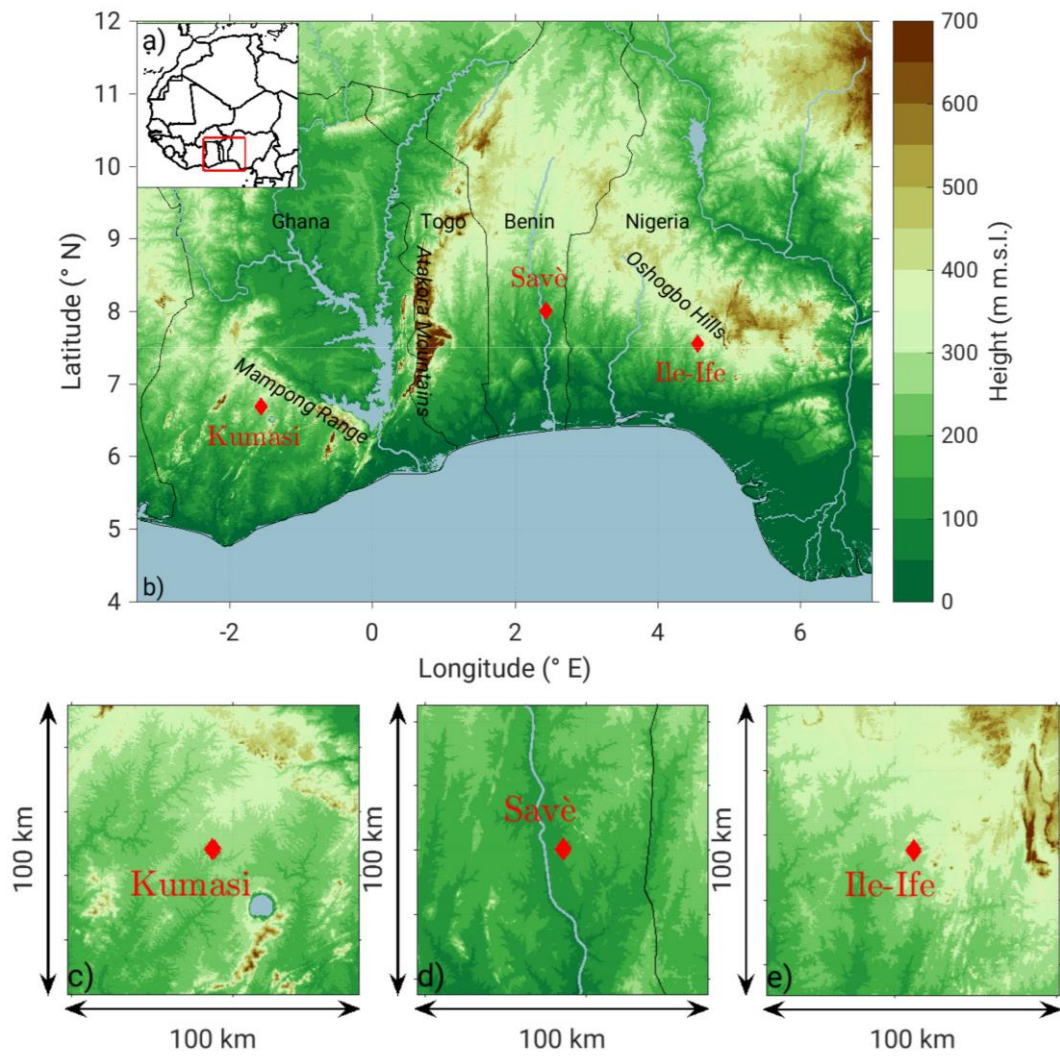 a)
12
11
10
9
8
7
6
5
4
Latitude (° N)
Ghana
Togo
Benin
Nigeria
Atakora Mountains
Savè
Oshogbo Hills
Ile-Ife
Mampong Range
Kumasi
b)
-2
0
2
4
6
Longitude (° E)
700
600
500
400
300
200
100
0
Height (m m.s.l.)
100 km
Kumasi
c)
100 km
100 km
Savè
d)
100 km
100 km
Ile-Ife
e)
100 km